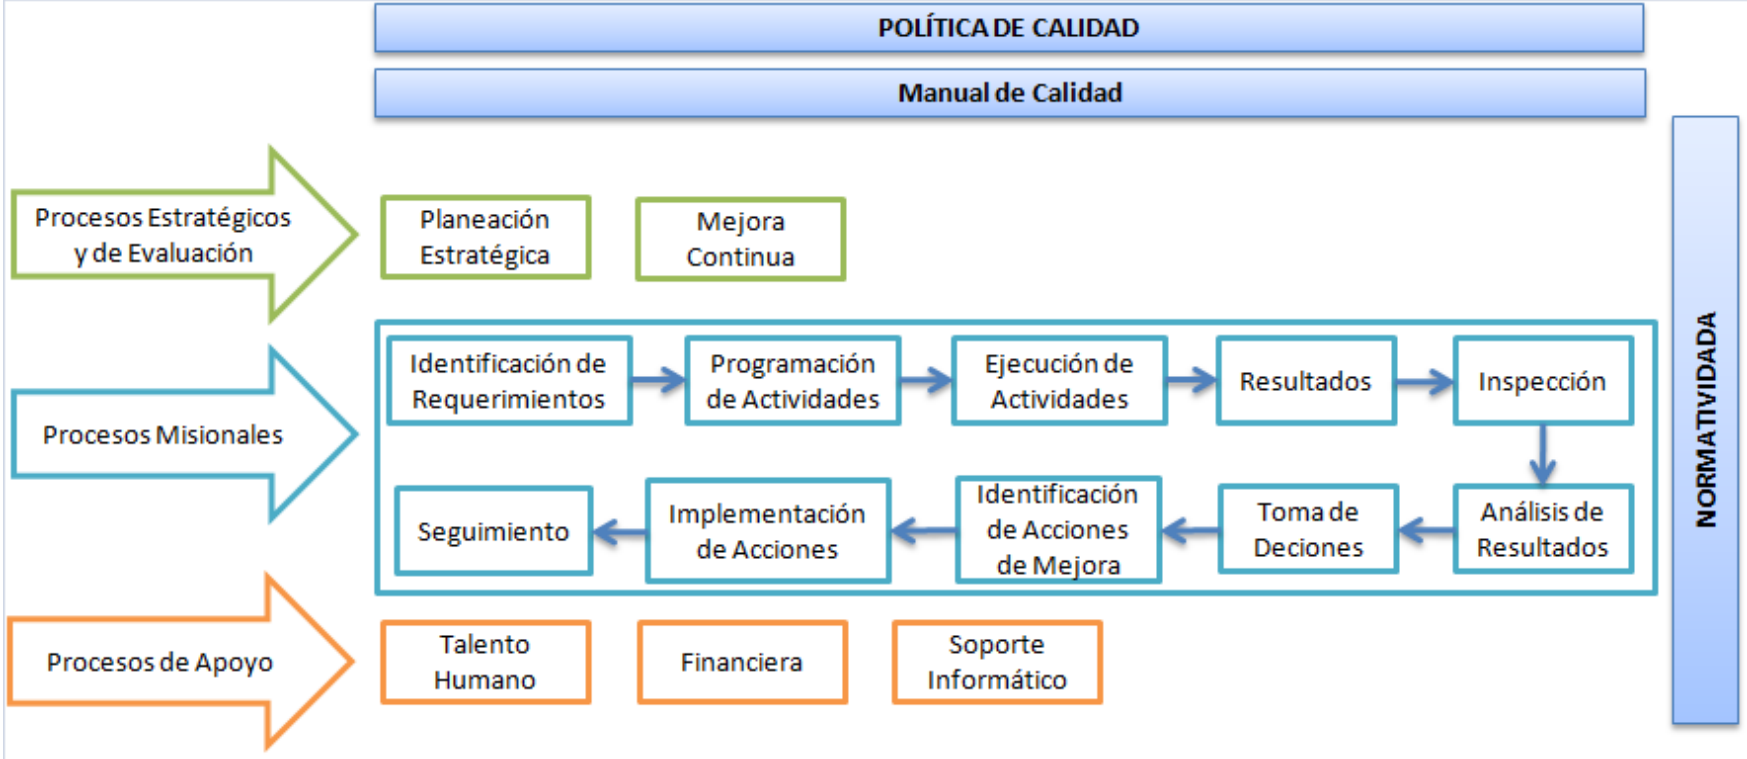 POLÍTICA DE CALIDAD
Manual de Calidad
Procesos Estratégicos
y de Evaluación
Planeación
Estratégica
Mejora
Continua
Procesos Misionales
Identificación de
Requerimientos
Programación
de Actividades
Ejecución de
Actividades
Resultados
Inspección
Análisis de
Resultados
Toma de
Deciones
Identificación
de Acciones
de Mejora
Implementación
de Acciones
Seguimiento
Procesos de Apoyo
Talento
Humano
Financiera
Soporte
Informático
NORMATIVIDADA